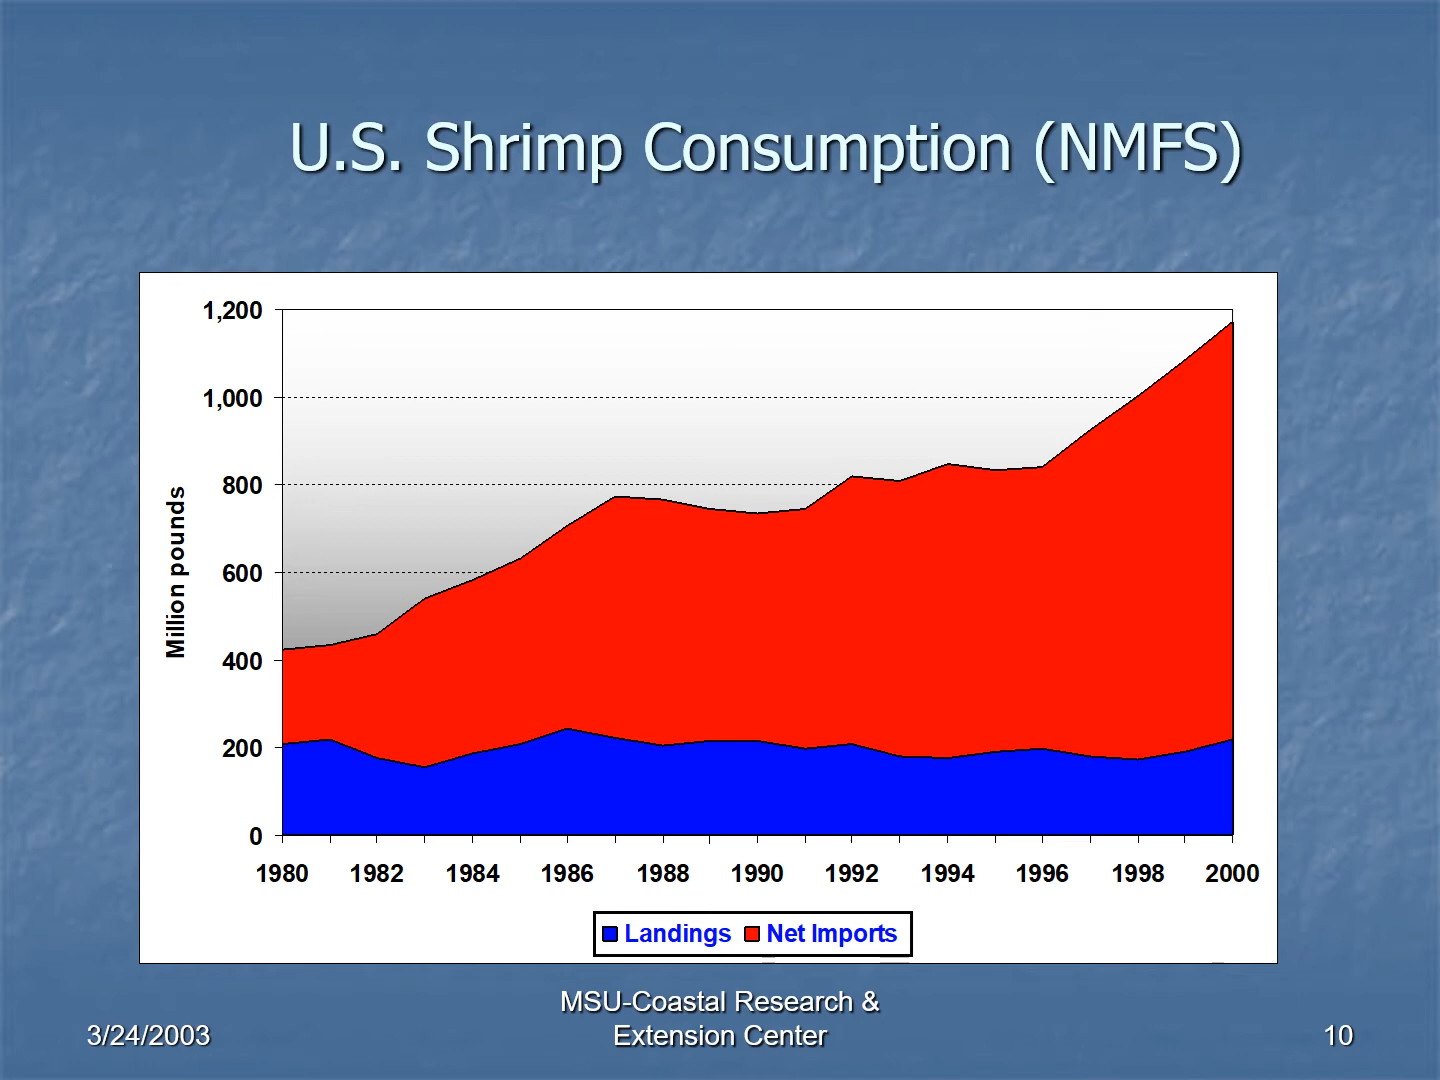 U.S. Shrimp Consumption (NMFS)
1,200
1,000
800
600
400
200
0
Million pounds
1980 1982 1984 1986 1988 1990 1992 1994 1996 1998 2000
Landings Net Imports
MSU-Coastal Research &
3/24/2003 Extension Center 10